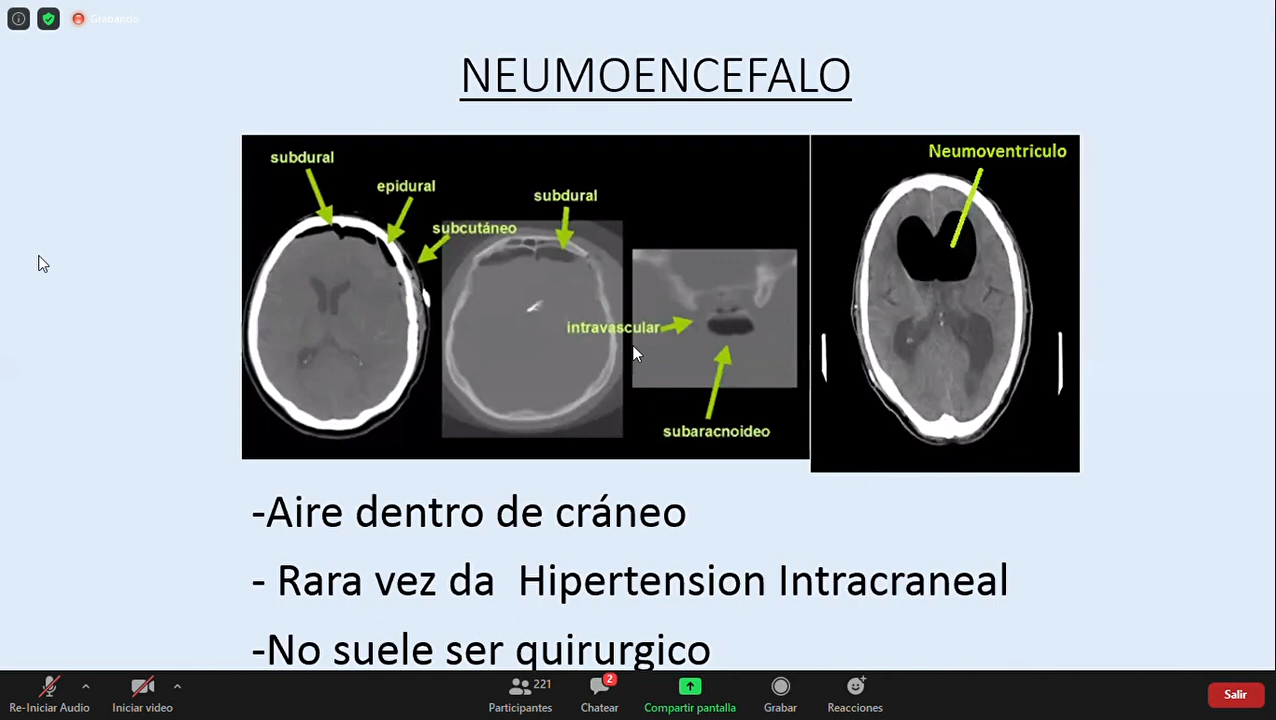 Grabando
NEUMOENCEFALO
subdural
epidural
subcutáneo
subdural
intravascular
subaracnoideo
Neumoventriculo
-Aire dentro de cráneo
- Rara vez da Hipertension Intracraneal
-No suele ser quirurgico
Re-Iniciar Audio
Iniciar video
221
Participantes
2
Chatear
Compartir pantalla
Grabar
Reacciones
Salir